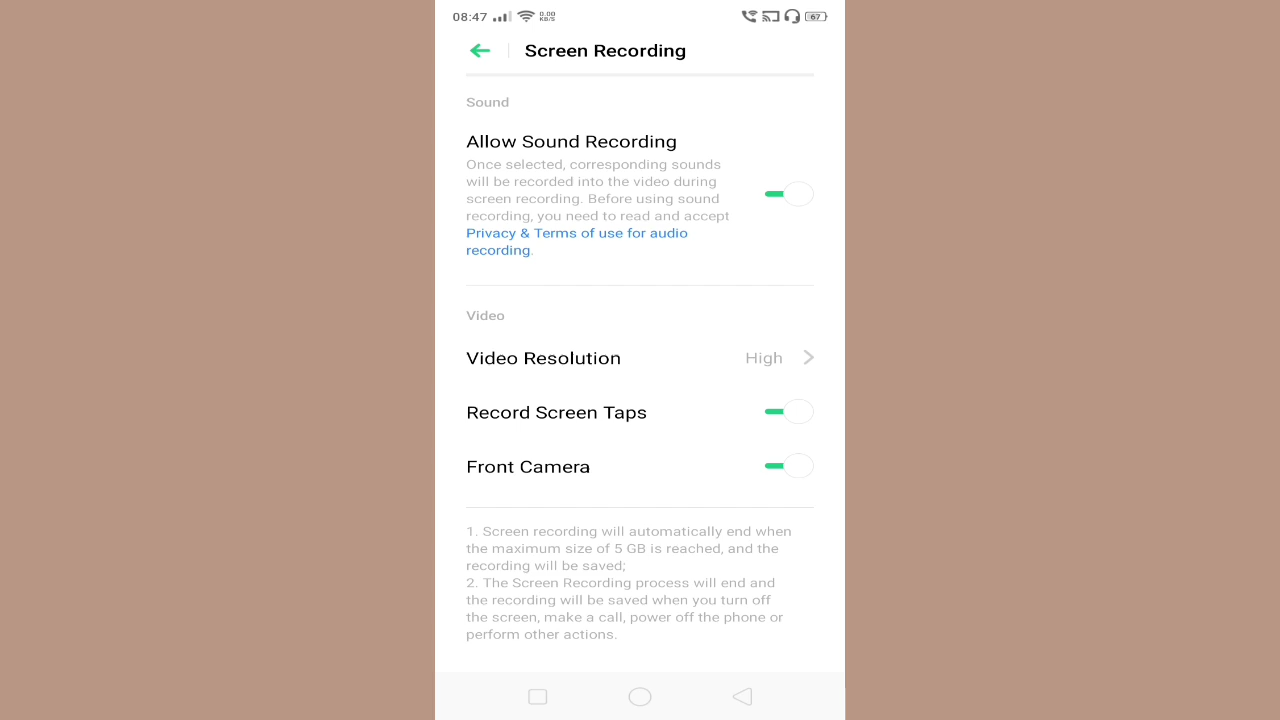 08:47 0.00 KB/S 67
Screen Recording
Sound
Allow Sound Recording
Once selected, corresponding sounds
will be recorded into the video during
screen recording. Before using sound
recording, you need to read and accept
Privacy & Terms of use for audio
recording.
Video
Video Resolution High
Record Screen Taps
Front Camera
1. Screen recording will automatically end when
the maximum size of 5 GB is reached, and the
recording will be saved;
2. The Screen Recording process will end and
the recording will be saved when you turn off
the screen, make a call, power off the phone or
perform other actions.